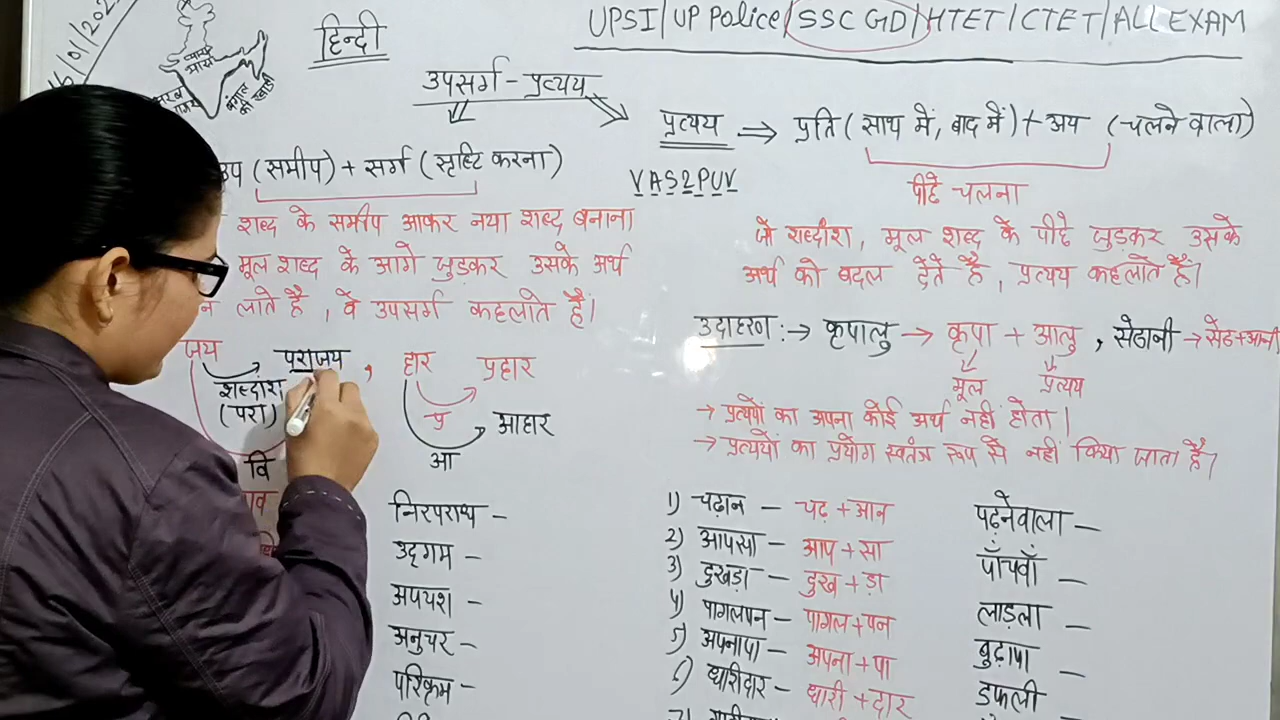 हिन्दी
UPSI/UP Police/SSC GD/HTET/CTET/ALL EXAM
अरब
बंगाल की खाड़ी
उपसर्ग - प्रत्यय
उप (समीप) + सर्ग (सृष्टि करना)
शब्द के समीप आकर नया शब्द बनाना
मूल शब्द के आगे जुड़कर उसके अर्थ
न लाते हैं, वे उपसर्ग कहलाते हैं।
जय → पराजय , हार प्रहार
शब्दांश
(परा)
प्र
आहार
वि
आ
निरपराध -
उद्गम -
अपयश -
अनुचर -
परिक्रम -
प्रत्यय ⇒ प्रति (साथ में, बाद में) + अय (चलने वाला)
पीछे चलना
VAS2PUV
जो शब्दांश, मूल शब्द के पीछे जुड़कर उसके
अर्थ को बदल देते है, प्रत्यय कहलाते हैं।
उदाहरण :→ कृपालु → कृपा + आलु , सेठानी → सेठ+आनी
मूल प्रत्यय
→ प्रत्ययों का अपना कोई अर्थ नही होता।
→ प्रत्ययों का प्रयोग स्वतंत्र रूप से नहीं किया जाता है।
1) चढ़ान - चढ़ + आन
2) आपसा - आप + सा
3) दुखड़ा - दुख + ड़ा
4) पागलपन - पागल + पन
5) अपनापा - अपना + पा
6) धारीदार - धारी + दार
7)
पढ़नेवाला -
पाँचवाँ -
लाड़ला -
बुढ़ापा -
डफली